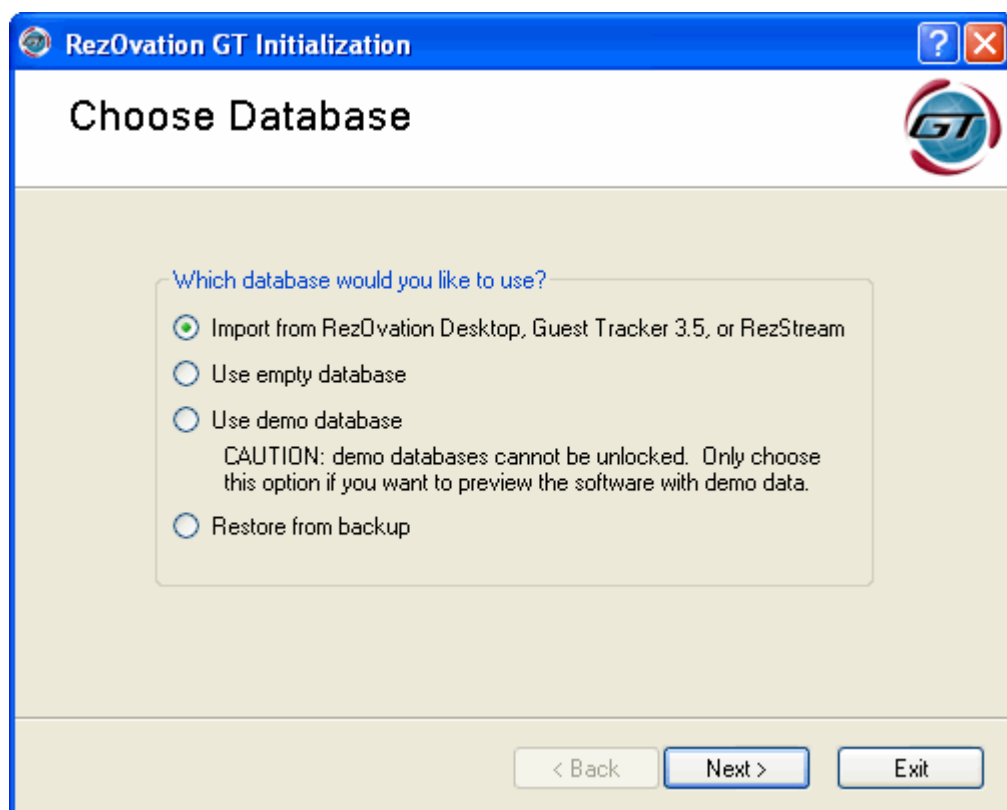 RezOvation GT Initialization
?
Choose Database
GT
Which database would you like to use?
Import from RezOvation Desktop, Guest Tracker 3.5, or RezStream
Use empty database
Use demo database
CAUTION: demo databases cannot be unlocked. Only choose
this option if you want to preview the software with demo data.
Restore from backup
< Back
Next >
Exit